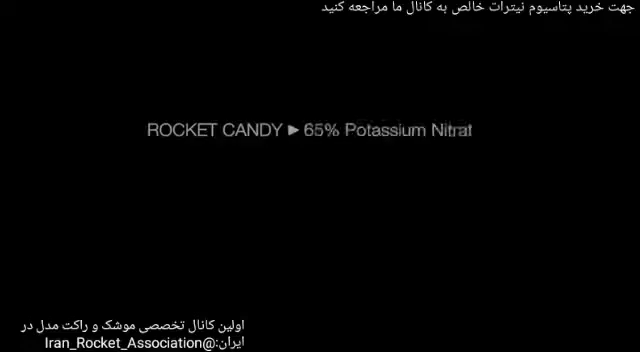 جهت خرید پتاسیوم نیترات خالص به کانال ما مراجعه کنید
ROCKET CANDY ▶ 65% Potassium Nitrat
اولین کانال تخصصی موشک و راکت مدل در
ایران:@Iran_Rocket_Association